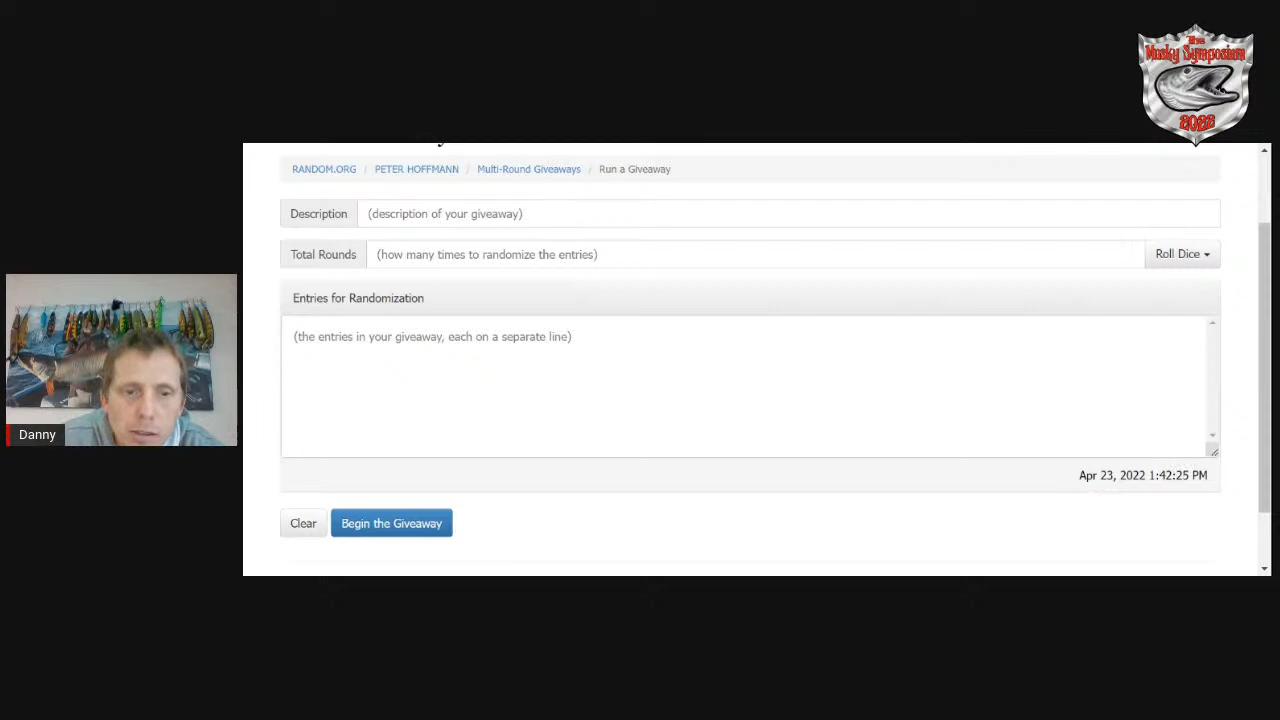 The
Musky Symposium
2022
RANDOM.ORG / PETER HOFFMANN / Multi-Round Giveaways / Run a Giveaway
Description (description of your giveaway)
Total Rounds (how many times to randomize the entries) Roll Dice
Entries for Randomization
(the entries in your giveaway, each on a separate line)
Danny
Apr 23, 2022 1:42:25 PM
Clear Begin the Giveaway